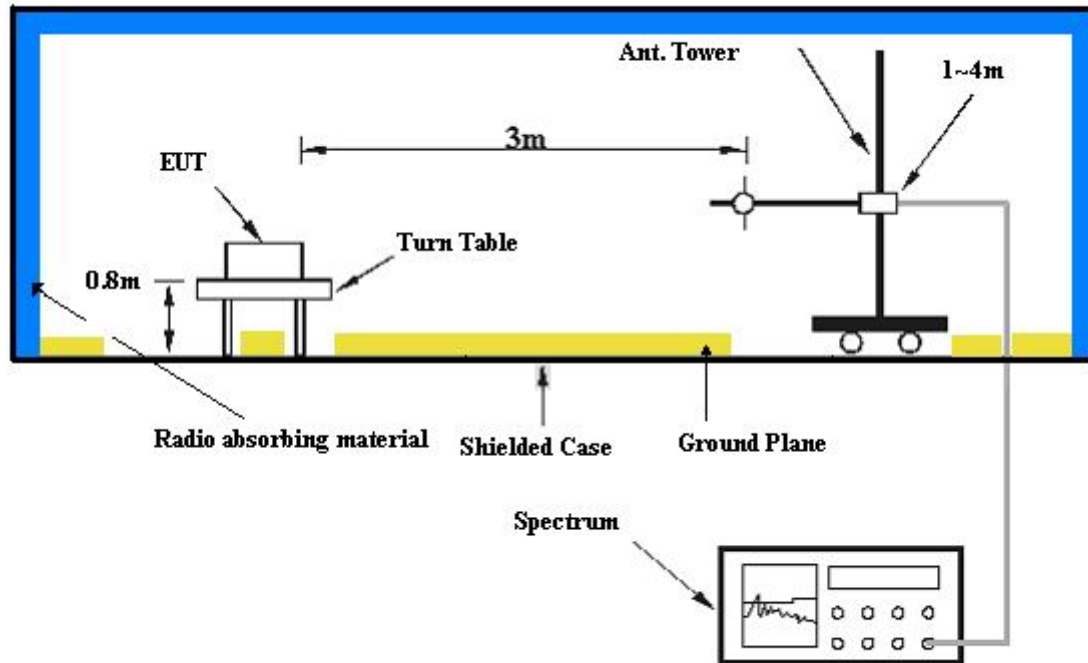 Ant. Tower
1~4m
3m
EUT
Turn Table
0.8m
Radio absorbing material
Shielded Case
Ground Plane
Spectrum